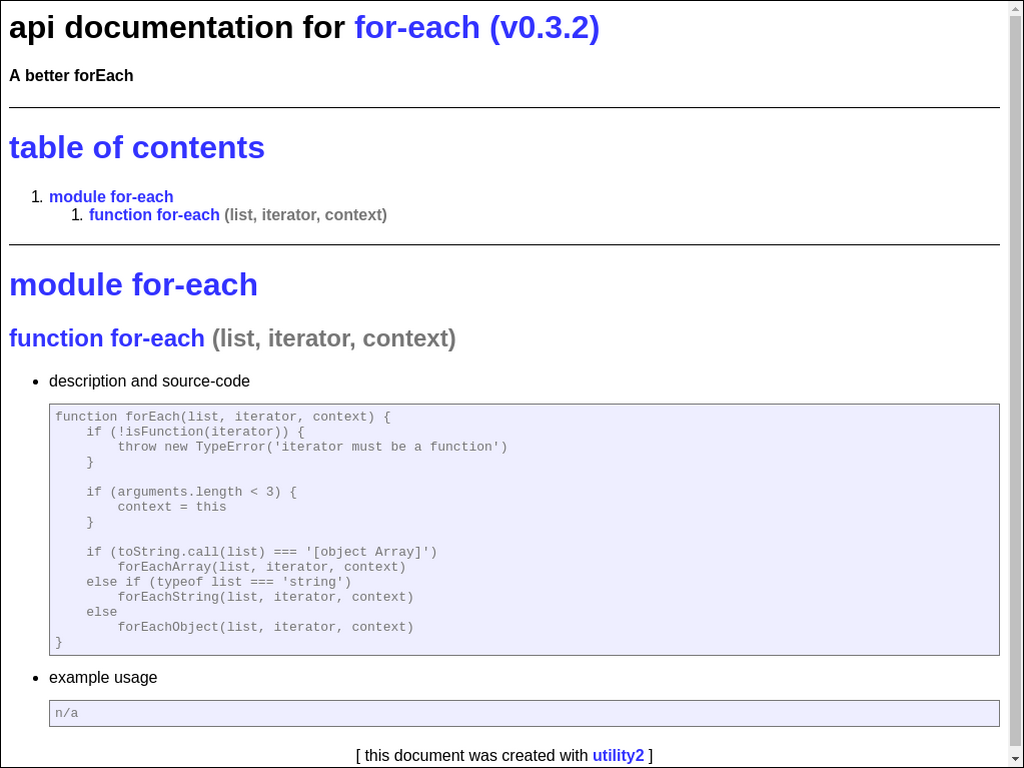 api documentation for for-each (v0.3.2)
A better forEach
table of contents
1. module for-each
1. function for-each (list, iterator, context)
module for-each
function for-each (list, iterator, context)
• description and source-code
function forEach(list, iterator, context) {
    if (!isFunction(iterator)) {
        throw new TypeError('iterator must be a function')
    }

    if (arguments.length < 3) {
        context = this
    }

    if (toString.call(list) === '[object Array]')
        forEachArray(list, iterator, context)
    else if (typeof list === 'string')
        forEachString(list, iterator, context)
    else
        forEachObject(list, iterator, context)
}
• example usage
n/a
[ this document was created with utility2 ]